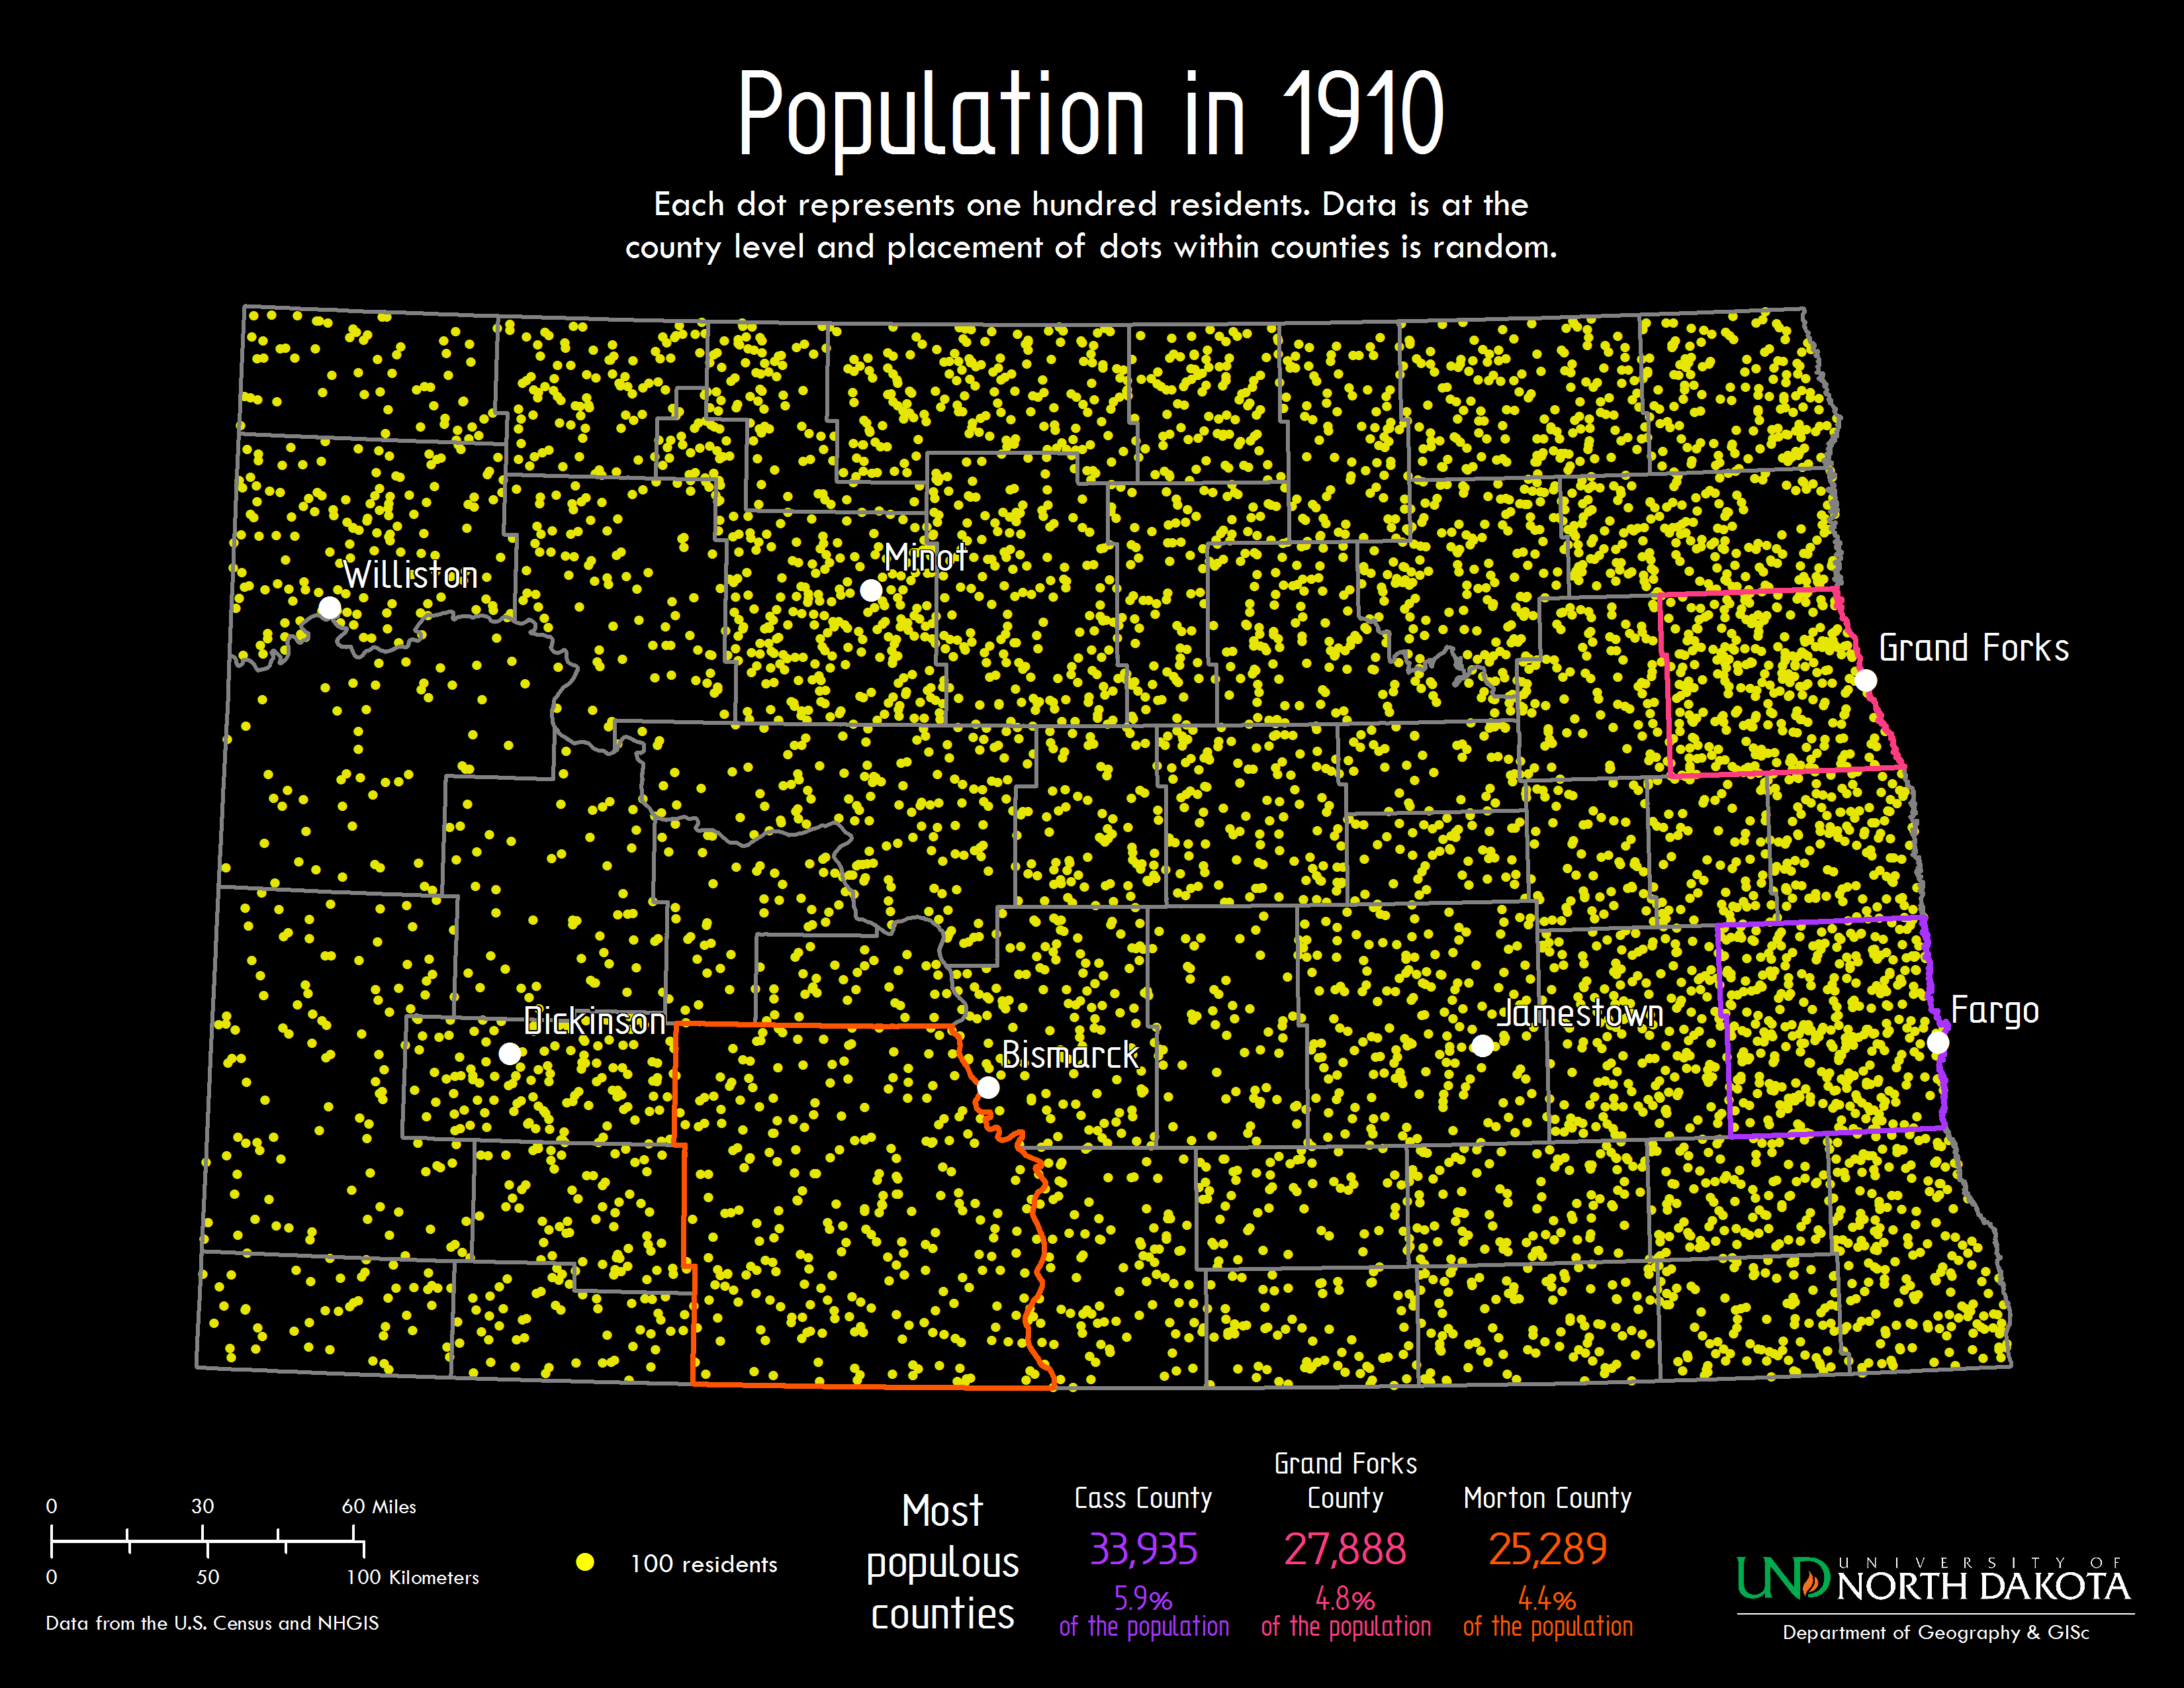 Population in 1910
Each dot represents one hundred residents. Data is at the
county level and placement of dots within counties is random.
Minot
Williston
Grand Forks
Dickinson
Jamestown
Fargo
Bismarck
0 30 60 Miles
0 50 100 Kilometers
Data from the U.S. Census and NHGIS
100 residents
Most
populous
counties
Cass County
33,935
5.9%
of the population
Grand Forks
County
27,888
4.8%
of the population
Morton County
25,289
4.4%
of the population
UND UNIVERSITY OF
NORTH DAKOTA
Department of Geography & GISc